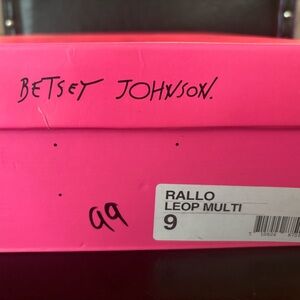 BETSEY JOHNSON.
99
RALLO
LEOP MULTI
9